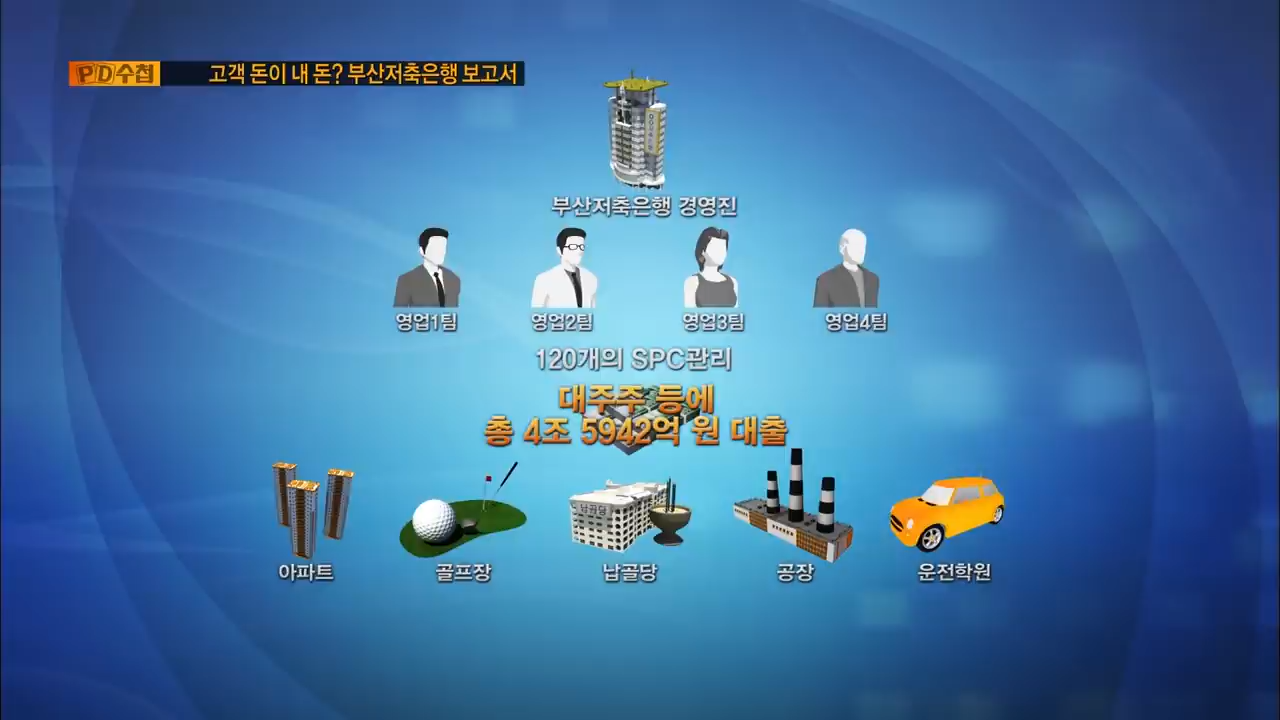 PD수첩 고객 돈이 내 돈? 부산저축은행 보고서
부산저축은행 경영진
영업1팀 영업2팀 영업3팀 영업4팀
120개의 SPC관리
대주주 등에
총 4조 5942억 원 대출
납골당
아파트 골프장 납골당 공장 운전학원